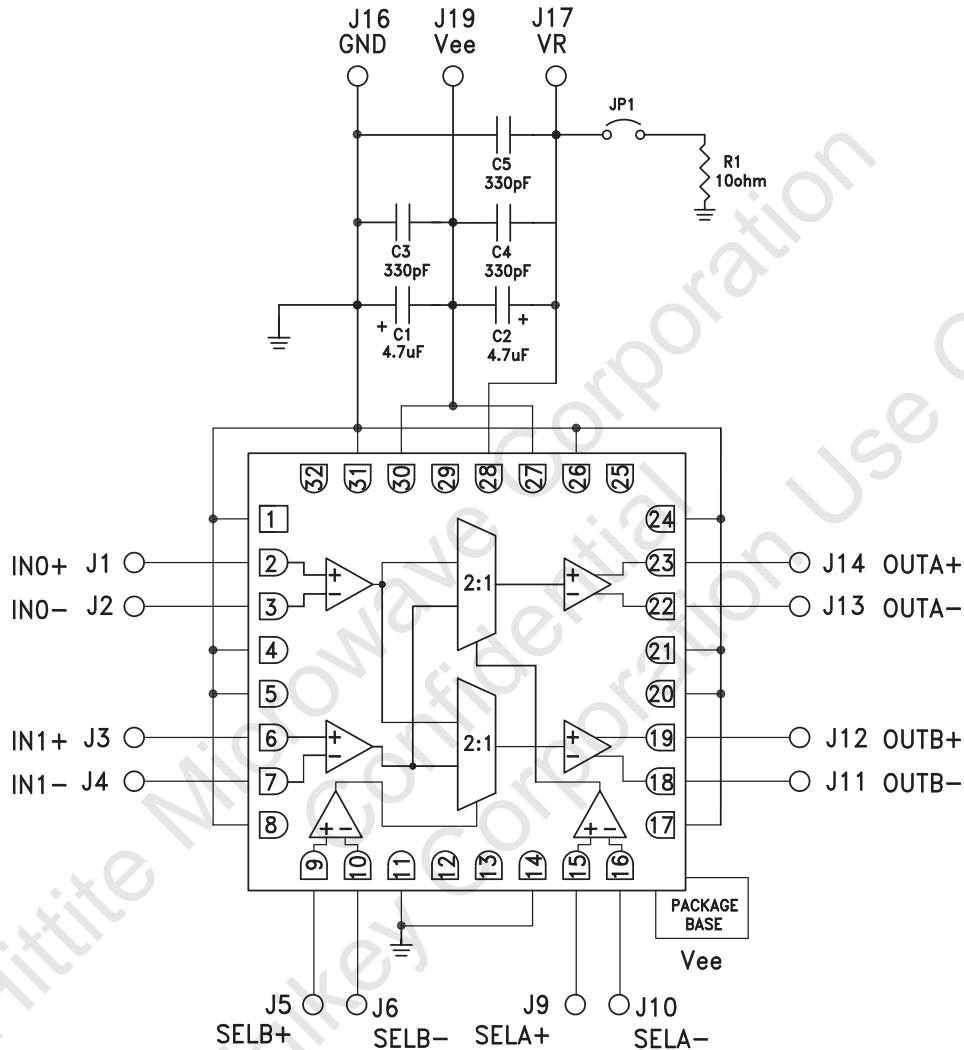 J16 J19 J17
GND Vee VR
JP1
R1
10ohm
C5
330pF
C3
330pF
C4
330pF
+ C1
4.7uF
C2 +
4.7uF
32 31 30 29 28 27 26 25
1
24
IN0+ J1
2
+
2:1
+
23
J14 OUTA+
IN0- J2
3
−
−
22
J13 OUTA-
4
21
5
20
IN1+ J3
6
+
2:1
+
19
J12 OUTB+
IN1- J4
7
−
−
18
J11 OUTB-
8
+ −
+ −
17
9 10 11 12 13 14 15 16
PACKAGE
BASE
Vee
J5 J6 J9 J10
SELB+ SELB- SELA+ SELA-
Hittite Microwave Corporation
Confidential
Corporation Use